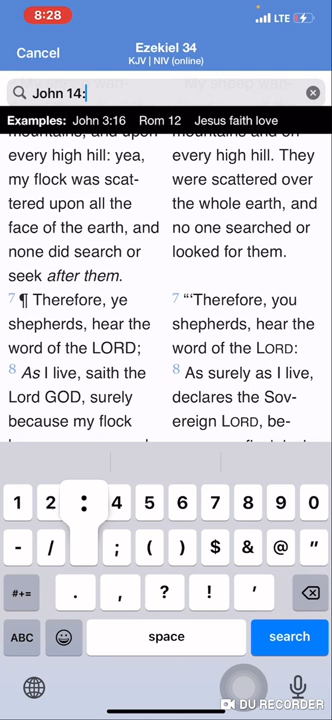 8:28
LTE
Cancel
Ezekiel 34
KJV | NIV (online)
John 14:
Examples: John 3:16 Rom 12 Jesus faith love
mountains, and upon
every high hill: yea,
my flock was scat-
tered upon all the
face of the earth, and
none did search or
seek after them.
7 ¶ Therefore, ye
shepherds, hear the
word of the LORD;
8 As I live, saith the
Lord GOD, surely
because my flock
mountains and on
every high hill. They
were scattered over
the whole earth, and
no one searched or
looked for them.
7 “‘Therefore, you
shepherds, hear the
word of the LORD:
8 As surely as I live,
declares the Sov-
ereign LORD, be-
1 2 : 4 5 6 7 8 9 0
- / ; ( ) $ & @ "
#+= . , ? ! '
ABC space search
DU RECORDER